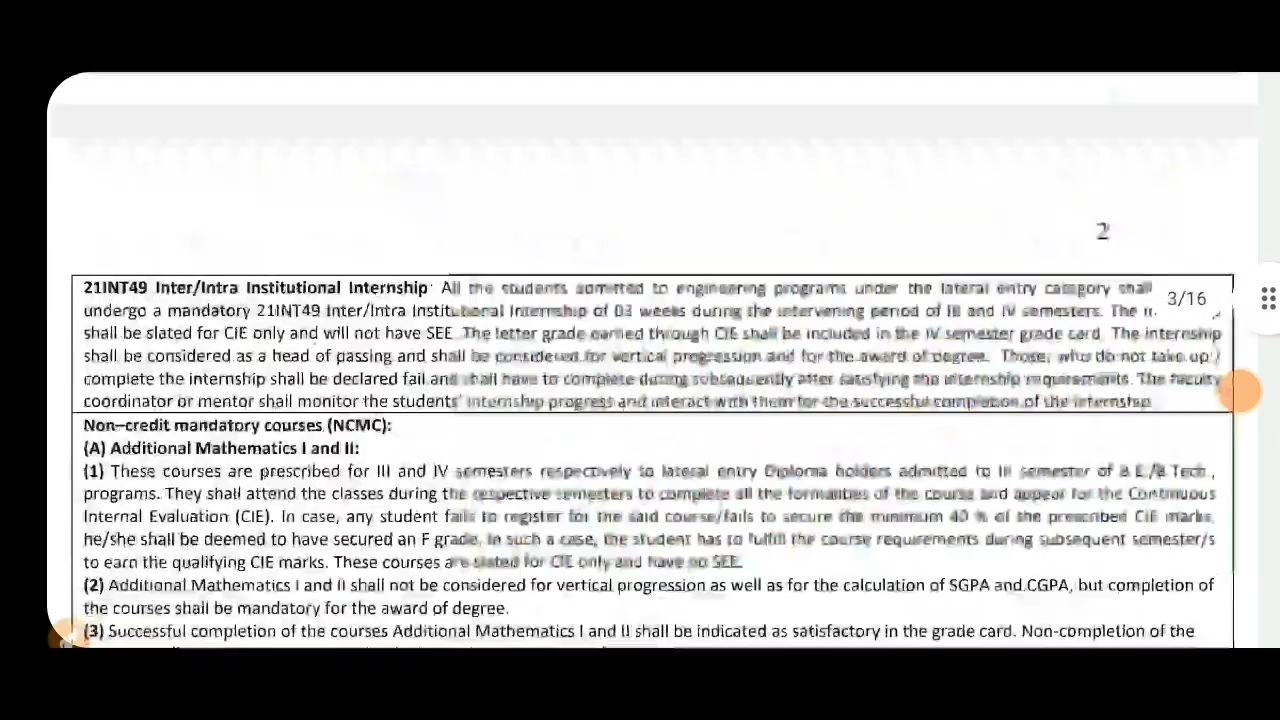 2
21INT49 Inter/Intra Institutional Internship: All the students admitted to engineering programs under the lateral entry category shall
undergo a mandatory 21INT49 Inter/Intra Institutional Internship of 03 weeks during the intervening period of III and IV semesters. The
3/16
shall be slated for CIE only and will not have SEE. The letter grade earned through CIE shall be included in the IV semester grade card. The internship
shall be considered as a head of passing and shall be considered for vertical progression and for the award of degree. Those, who do not take up /
complete the internship shall be declared fail and shall have to complete during subsequently after satisfying the internship requirements. The faculty
coordinator or mentor shall monitor the students' internship progress and interact with them for the successful completion of the internship.
Non–credit mandatory courses (NCMC):
(A) Additional Mathematics I and II:
(1) These courses are prescribed for III and IV semesters respectively to lateral entry Diploma holders admitted to III semester of B.E./B.Tech.,
programs. They shall attend the classes during the respective semesters to complete all the formalities of the course and appear for the Continuous
Internal Evaluation (CIE). In case, any student fails to register for the said course/fails to secure the minimum 40 % of the prescribed CIE marks,
he/she shall be deemed to have secured an F grade. In such a case, the student has to fulfill the course requirements during subsequent semester/s
to earn the qualifying CIE marks. These courses are slated for CIE only and have no SEE.
(2) Additional Mathematics I and II shall not be considered for vertical progression as well as for the calculation of SGPA and CGPA, but completion of
the courses shall be mandatory for the award of degree.
(3) Successful completion of the courses Additional Mathematics I and II shall be indicated as satisfactory in the grade card. Non-completion of the